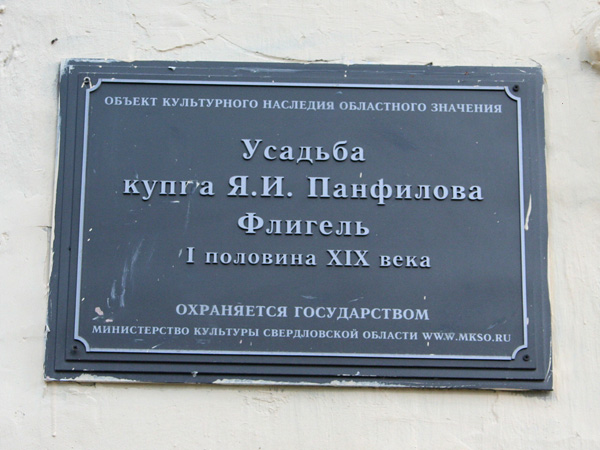 ОБЪЕКТ КУЛЬТУРНОГО НАСЛЕДИЯ ОБЛАСТНОГО ЗНАЧЕНИЯ
Усадьба
купца Я.И. Панфилова
Флигель
I половина XIX века
ОХРАНЯЕТСЯ ГОСУДАРСТВОМ
МИНИСТЕРСТВО КУЛЬТУРЫ СВЕРДЛОВСКОЙ ОБЛАСТИ WWW.MKSO.RU